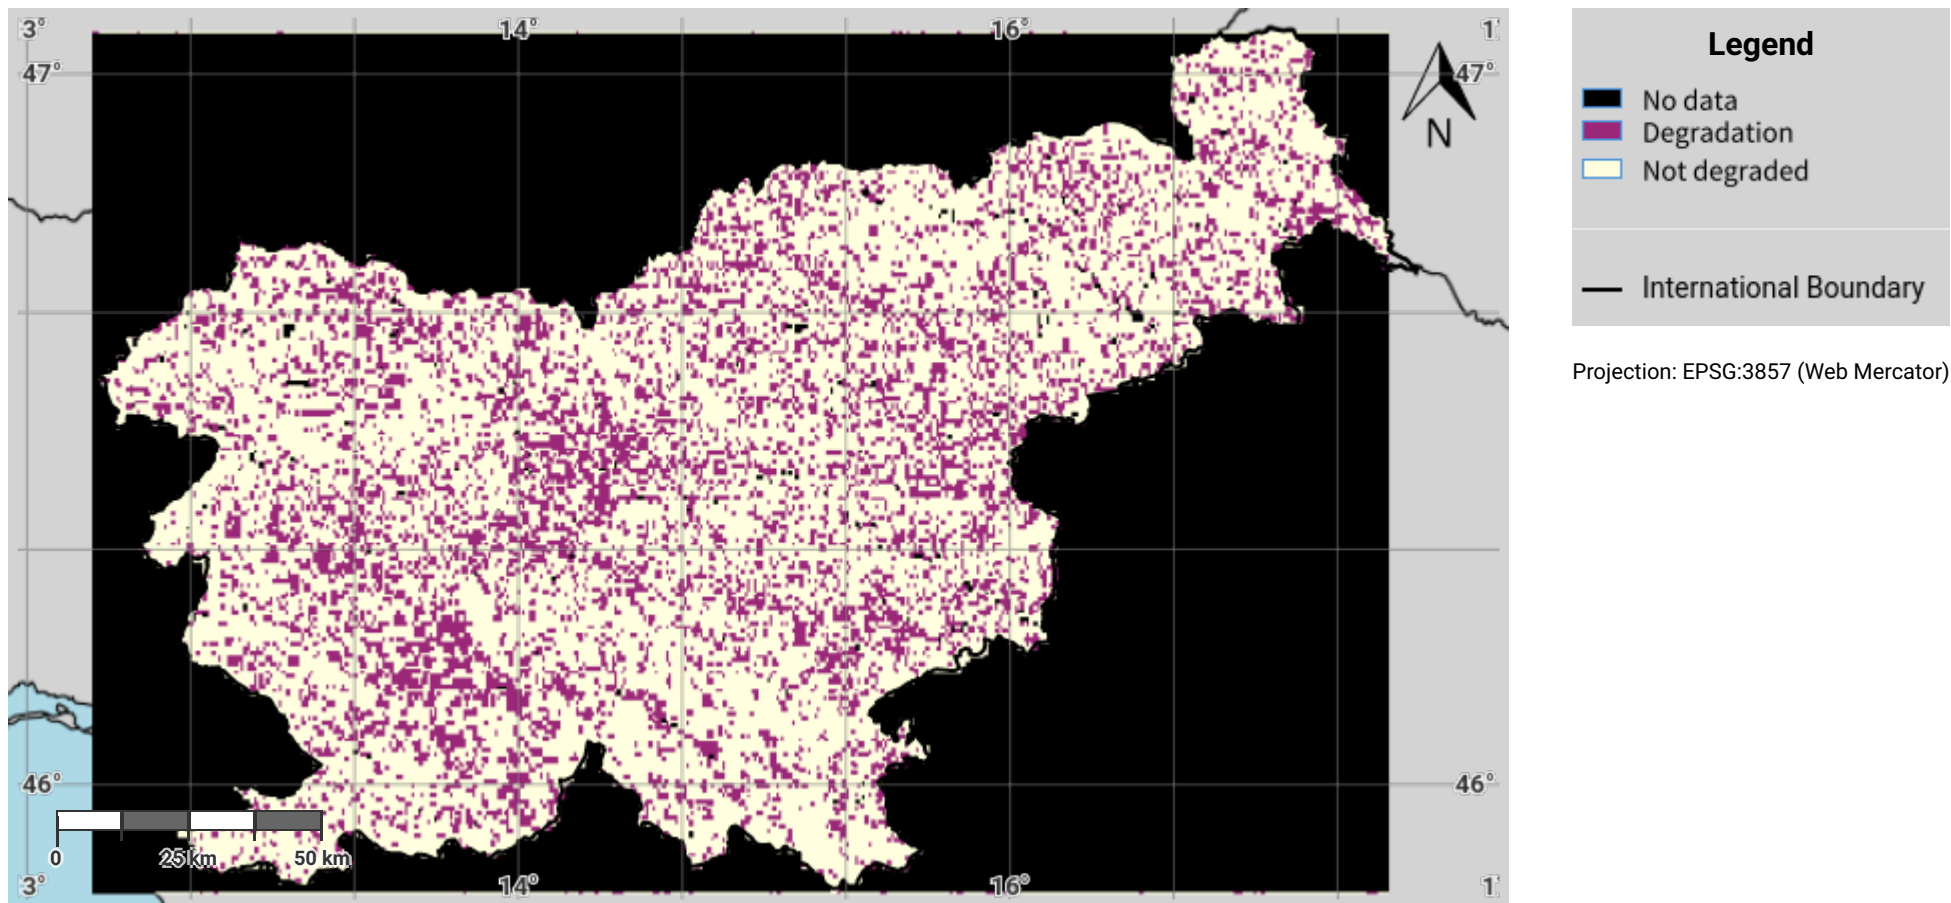 3° 14° 16° 1
47° 47°
N
46° 46°
0 25 km 50 km
3° 14° 16° 1
Legend
No data
Degradation
Not degraded
International Boundary
Projection: EPSG:3857 (Web Mercator)